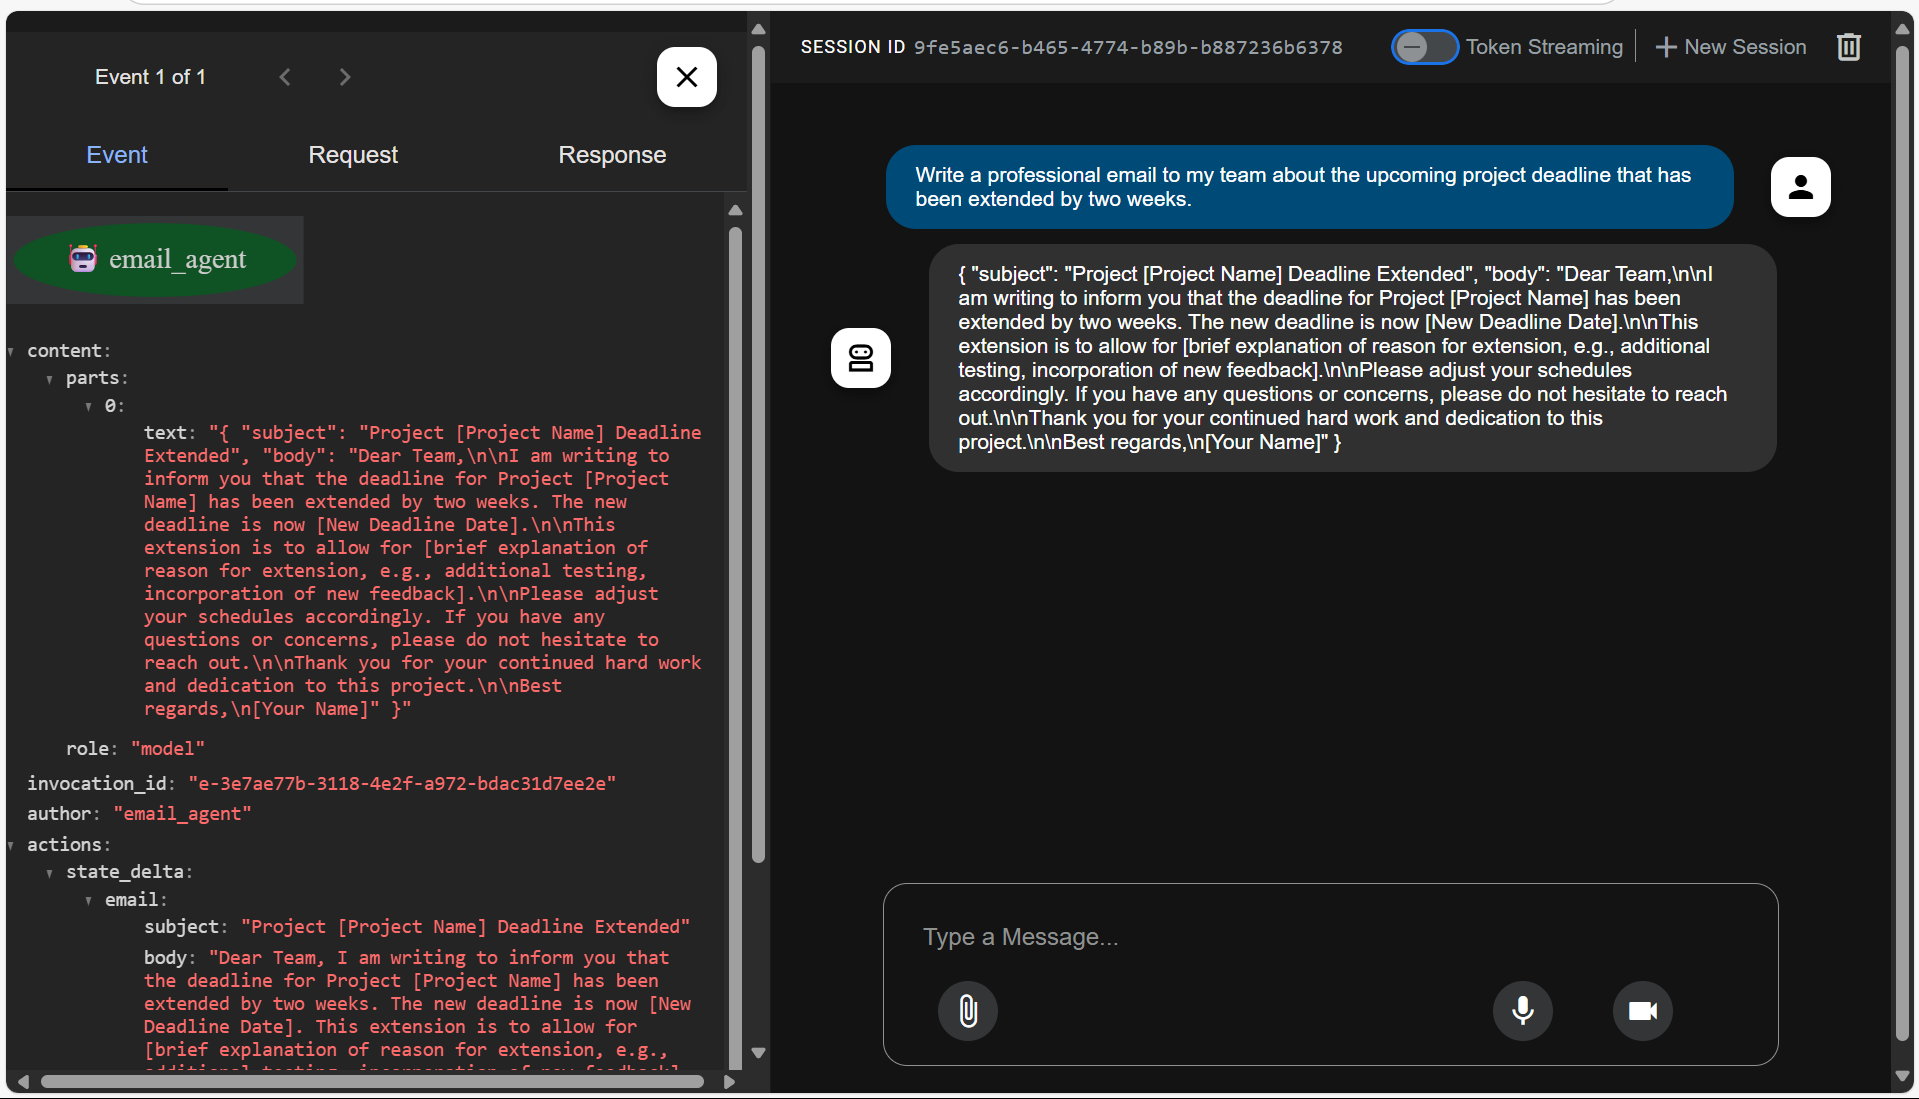 Event 1 of 1
Event Request Response
email_agent
content:
parts:
0:
text: "{ "subject": "Project [Project Name] Deadline
Extended", "body": "Dear Team,\n\nI am writing to
inform you that the deadline for Project [Project
Name] has been extended by two weeks. The new
deadline is now [New Deadline Date].\n\nThis
extension is to allow for [brief explanation of
reason for extension, e.g., additional testing,
incorporation of new feedback].\n\nPlease adjust
your schedules accordingly. If you have any
questions or concerns, please do not hesitate to
reach out.\n\nThank you for your continued hard work
and dedication to this project.\n\nBest
regards,\n[Your Name]" }"
role: "model"
invocation_id: "e-3e7ae77b-3118-4e2f-a972-bdac31d7ee2e"
author: "email_agent"
actions:
state_delta:
email:
subject: "Project [Project Name] Deadline Extended"
body: "Dear Team, I am writing to inform you that
the deadline for Project [Project Name] has been
extended by two weeks. The new deadline is now [New
Deadline Date]. This extension is to allow for
[brief explanation of reason for extension, e.g.,
additional testing, incorporation of new feedback].
SESSION ID 9fe5aec6-b465-4774-b89b-b887236b6378 Token Streaming New Session
Write a professional email to my team about the upcoming project deadline that has
been extended by two weeks.
{ "subject": "Project [Project Name] Deadline Extended", "body": "Dear Team,\n\nI
am writing to inform you that the deadline for Project [Project Name] has been
extended by two weeks. The new deadline is now [New Deadline Date].\n\nThis
extension is to allow for [brief explanation of reason for extension, e.g., additional
testing, incorporation of new feedback].\n\nPlease adjust your schedules
accordingly. If you have any questions or concerns, please do not hesitate to reach
out.\n\nThank you for your continued hard work and dedication to this
project.\n\nBest regards,\n[Your Name]" }
Type a Message...